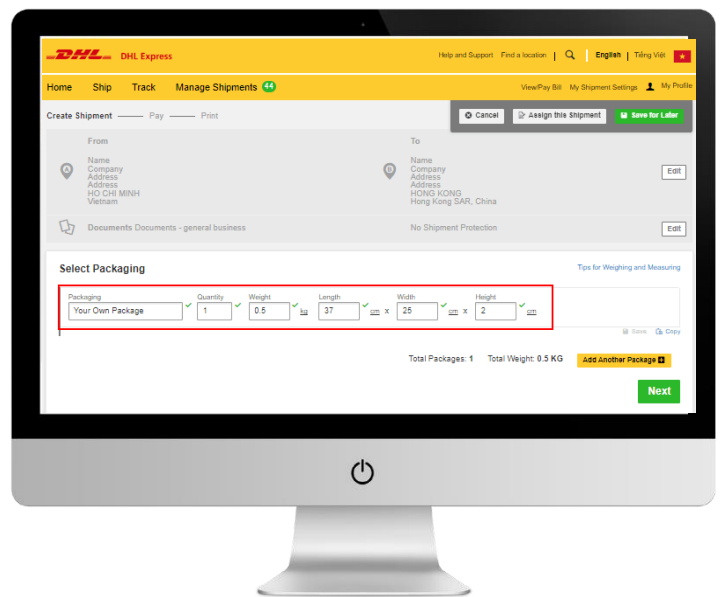 DHL DHL Express
Help and Support Find a location | English | Tiếng Việt
Home Ship Track Manage Shipments 44
View/Pay Bill My Shipment Settings My Profile
Create Shipment Pay Print
Cancel Assign this Shipment Save for Later
From
A
Name
Company
Address
Address
HO CHI MINH
Vietnam
To
Name
Company
Address
Address
HONG KONG
Hong Kong SAR, China
Edit
Documents Documents - general business
No Shipment Protection
Edit
Select Packaging
Tips for Weighing and Measuring
Packaging Quantity Weight Length Width Height
Your Own Package 1 0.5 kg 37 cm x 25 cm x 2 cm
Save Copy
Total Packages: 1 Total Weight: 0.5 KG Add Another Package
Next